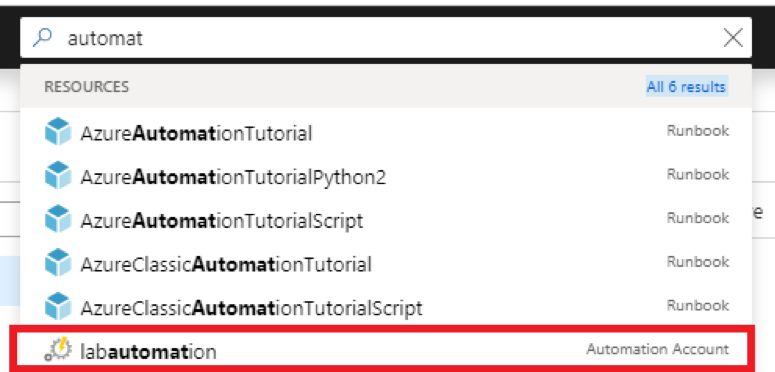 automat
RESOURCES All 6 results
AzureAutomationTutorial Runbook
AzureAutomationTutorialPython2 Runbook
AzureAutomationTutorialScript Runbook
AzureClassicAutomationTutorial Runbook
AzureClassicAutomationTutorialScript Runbook
labautomation Automation Account